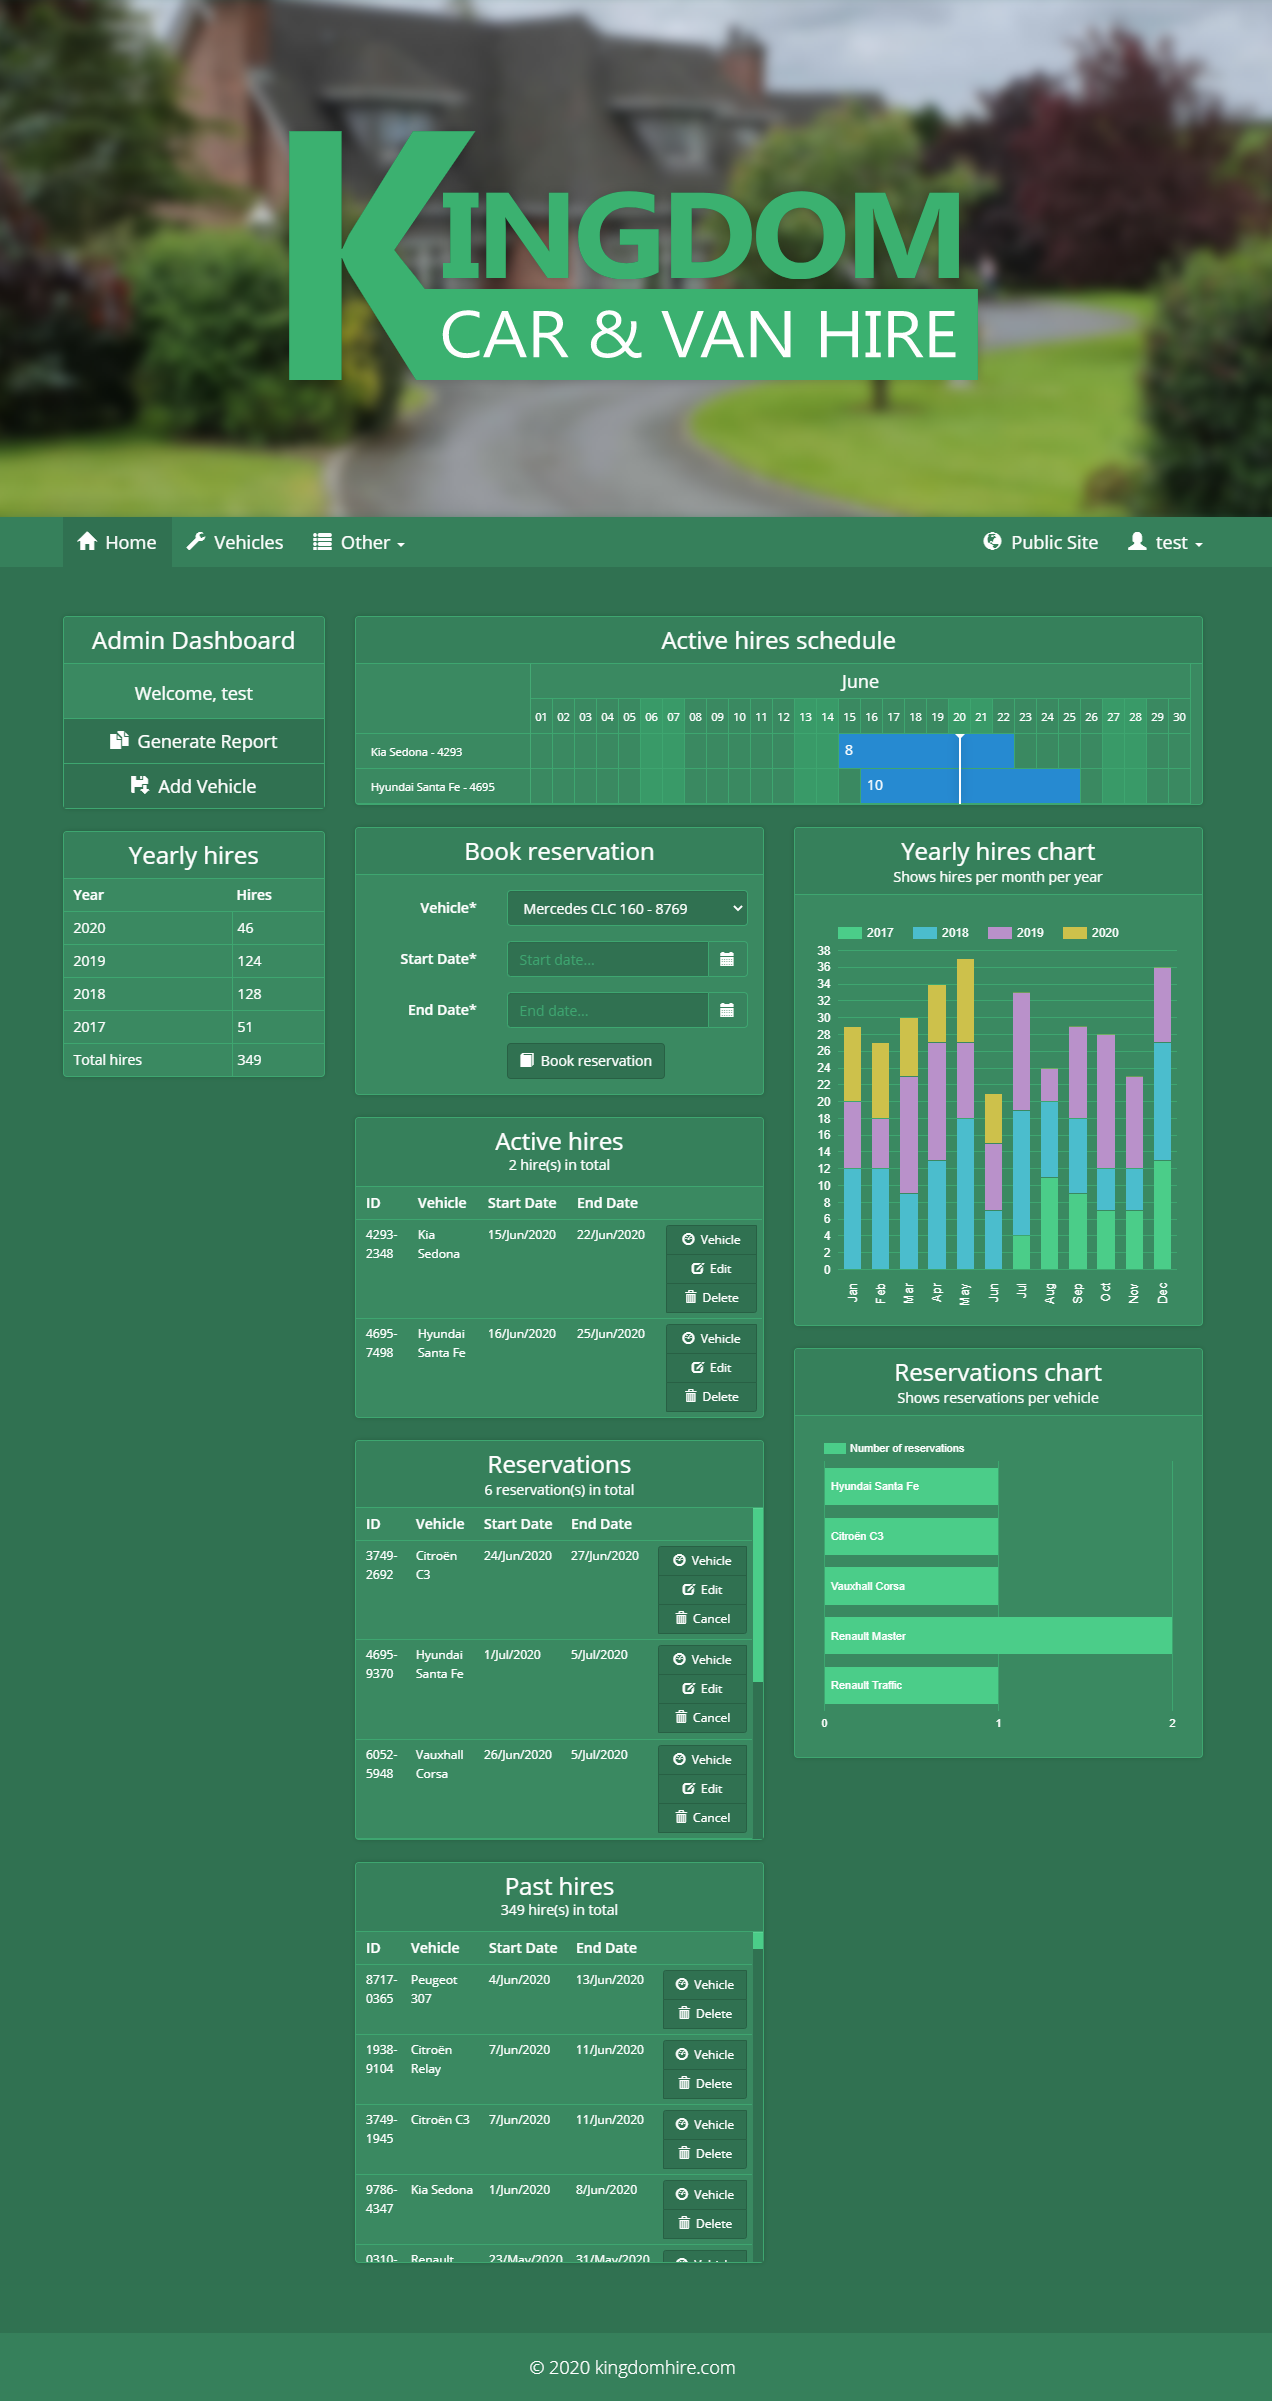 KINGDOM
CAR & VAN HIRE
Home Vehicles Other Public Site test
Admin Dashboard
Welcome, test
Generate Report
Add Vehicle
Yearly hires
Year Hires
2020 46
2019 124
2018 128
2017 51
Total hires 349
Active hires schedule
June
01 02 03 04 05 06 07 08 09 10 11 12 13 14 15 16 17 18 19 20 21 22 23 24 25 26 27 28 29 30
Kia Sedona - 4293 8
Hyundai Santa Fe - 4695 10
Book reservation
Vehicle* Mercedes CLC 160 - 8769
Start Date* Start date...
End Date* End date...
Book reservation
Active hires
2 hire(s) in total
ID Vehicle Start Date End Date
4293- Kia 15/Jun/2020 22/Jun/2020 Vehicle
2348 Sedona
Edit
Delete
4695- Hyundai 16/Jun/2020 25/Jun/2020 Vehicle
7498 Santa Fe
Edit
Delete
Reservations
6 reservation(s) in total
ID Vehicle Start Date End Date
3749- Citroën 24/Jun/2020 27/Jun/2020 Vehicle
2692 C3
Edit
Cancel
4695- Hyundai 1/Jul/2020 5/Jul/2020 Vehicle
9370 Santa Fe
Edit
Cancel
6052- Vauxhall 26/Jun/2020 5/Jul/2020 Vehicle
5948 Corsa
Edit
Cancel
Past hires
349 hire(s) in total
ID Vehicle Start Date End Date
8717- Peugeot 4/Jun/2020 13/Jun/2020 Vehicle
0365 307
Delete
1938- Citroën 7/Jun/2020 11/Jun/2020 Vehicle
9104 Relay
Delete
3749- Citroën C3 7/Jun/2020 11/Jun/2020 Vehicle
1945
Delete
9786- Kia Sedona 1/Jun/2020 8/Jun/2020 Vehicle
4347
Delete
0310- Renault 23/May/2020 31/May/2020 Vehicle
Yearly hires chart
Shows hires per month per year
2017 2018 2019 2020
38
36
34
32
30
28
26
24
22
20
18
16
14
12
10
8
6
4
2
0
Jan Feb Mar Apr May Jun Jul Aug Sep Oct Nov Dec
Reservations chart
Shows reservations per vehicle
Number of reservations
Hyundai Santa Fe
Citroën C3
Vauxhall Corsa
Renault Master
Renault Traffic
0 1 2
© 2020 kingdomhire.com